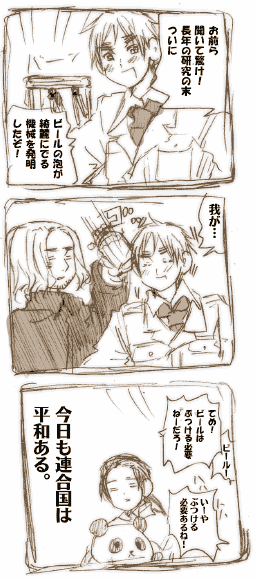 お前ら
聞いて驚け！
長年の研究の末
ついに
ビールの泡が
綺麗にでる
機械を発明
したぞ！
我が…
ゴッ
てめ！
ビールは
ぶつける必要
ねーだろ！
ビールー！
いーや
ぶつける
必要あるね！
今日も連合国は
平和ある。